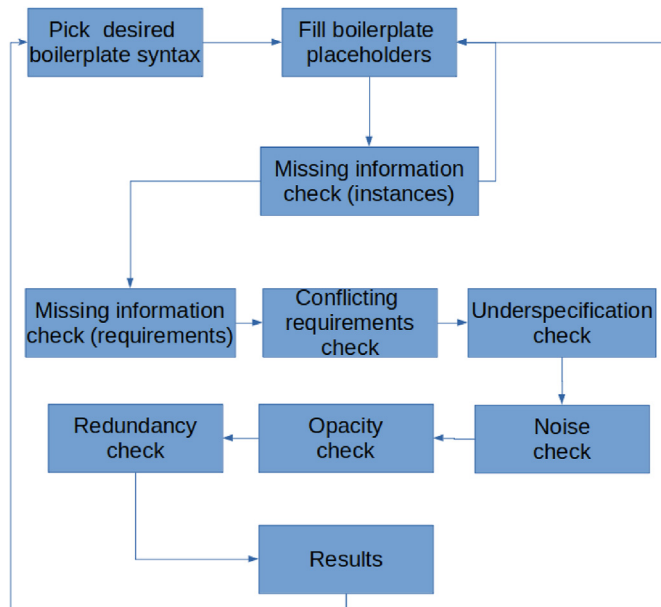 Pick desired
boilerplate syntax
Fill boilerplate
placeholders
Missing information
check (instances)
Missing information
check (requirements)
Conflicting
requirements
check
Underspecification
check
Noise
check
Opacity
check
Redundancy
check
Results